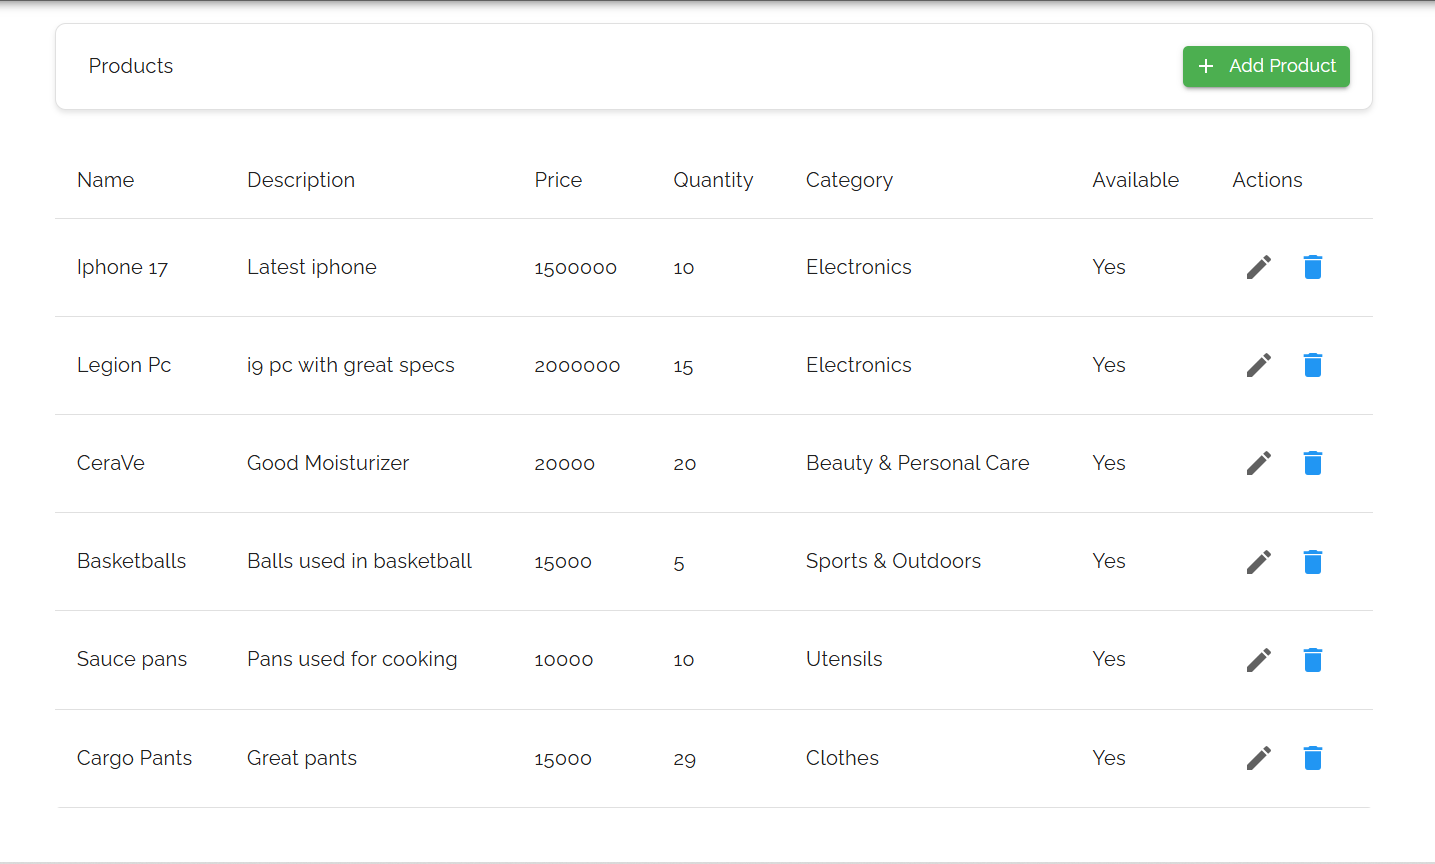 Products
+ Add Product
Name Description Price Quantity Category Available Actions
Iphone 17 Latest iphone 1500000 10 Electronics Yes
Legion Pc i9 pc with great specs 2000000 15 Electronics Yes
CeraVe Good Moisturizer 20000 20 Beauty & Personal Care Yes
Basketballs Balls used in basketball 15000 5 Sports & Outdoors Yes
Sauce pans Pans used for cooking 10000 10 Utensils Yes
Cargo Pants Great pants 15000 29 Clothes Yes